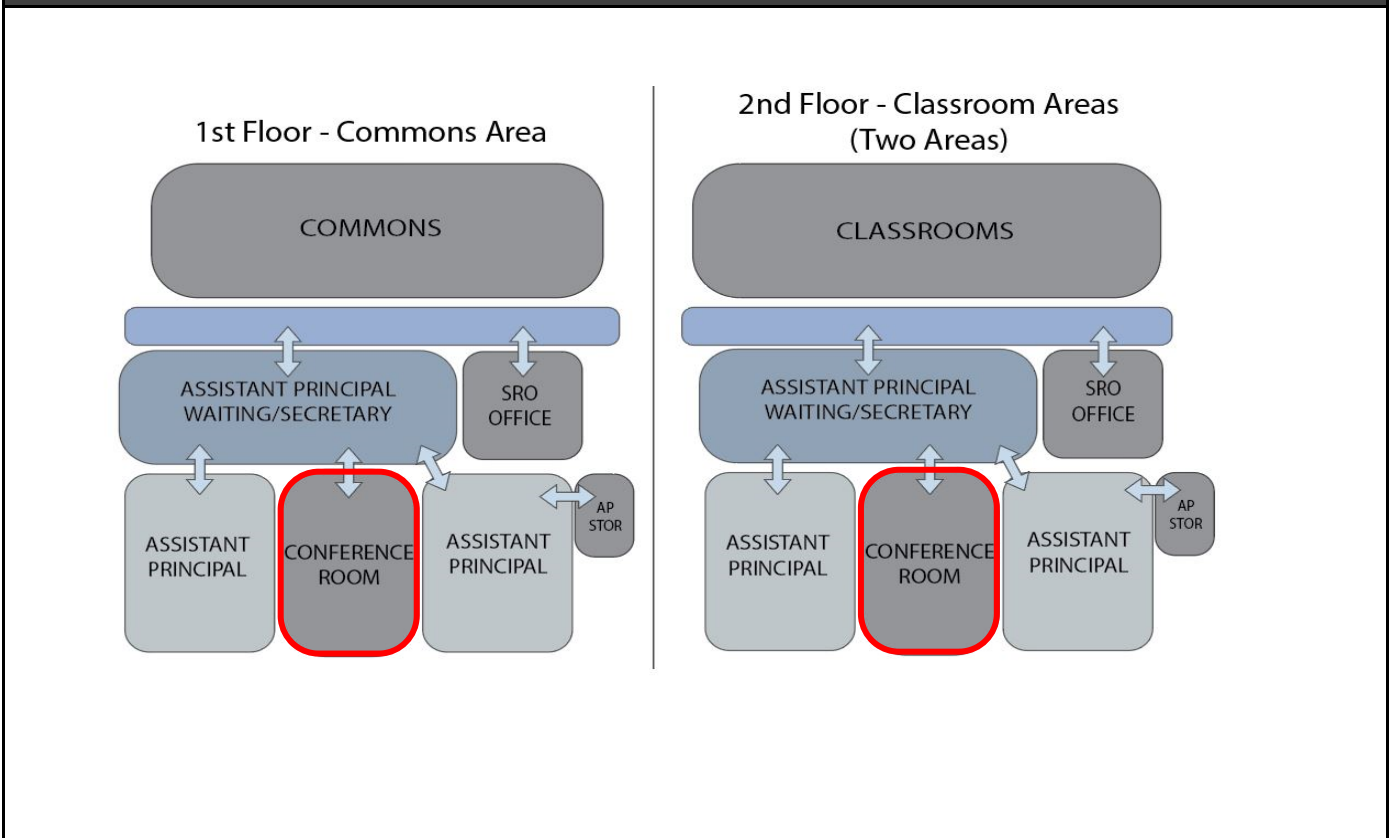 1st Floor - Commons Area
COMMONS
ASSISTANT PRINCIPAL
WAITING/SECRETARY
SRO
OFFICE
ASSISTANT
PRINCIPAL
CONFERENCE
ROOM
ASSISTANT
PRINCIPAL
AP
STOR
2nd Floor - Classroom Areas
(Two Areas)
CLASSROOMS
ASSISTANT PRINCIPAL
WAITING/SECRETARY
SRO
OFFICE
ASSISTANT
PRINCIPAL
CONFERENCE
ROOM
ASSISTANT
PRINCIPAL
AP
STOR